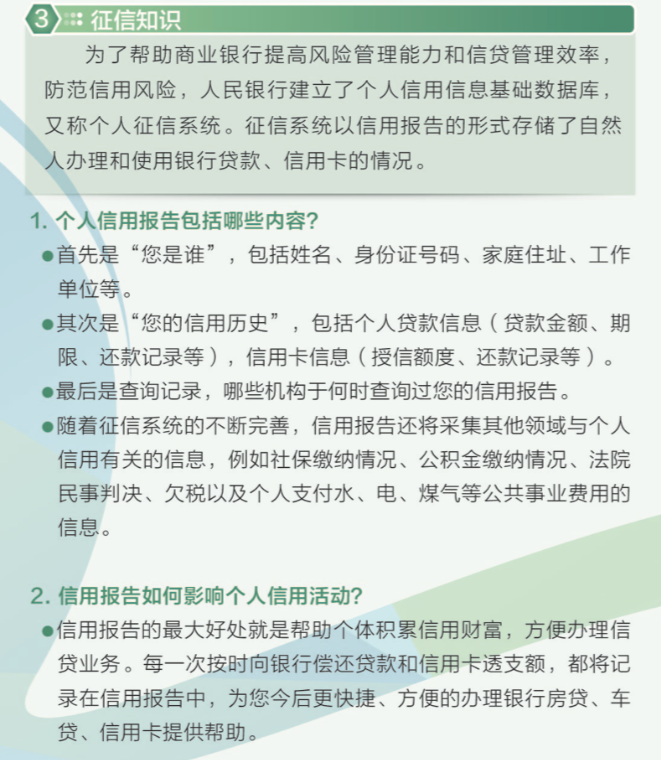 3 征信知识
为了帮助商业银行提高风险管理能力和信贷管理效率，
防范信用风险，人民银行建立了个人信用信息基础数据库，
又称个人征信系统。征信系统以信用报告的形式存储了自然
人办理和使用银行贷款、信用卡的情况。
1. 个人信用报告包括哪些内容?
●首先是“您是谁”，包括姓名、身份证号码、家庭住址、工作
单位等。
●其次是“您的信用历史”，包括个人贷款信息（贷款金额、期
限、还款记录等），信用卡信息（授信额度、还款记录等）。
●最后是查询记录，哪些机构于何时查询过您的信用报告。
●随着征信系统的不断完善，信用报告还将采集其他领域与个人
信用有关的信息，例如社保缴纳情况、公积金缴纳情况、法院
民事判决、欠税以及个人支付水、电、煤气等公共事业费用的
信息。
2. 信用报告如何影响个人信用活动?
●信用报告的最大好处就是帮助个体积累信用财富，方便办理信
贷业务。每一次按时向银行偿还贷款和信用卡透支额，都将记
录在信用报告中，为您今后更快捷、方便的办理银行房贷、车
贷、信用卡提供帮助。